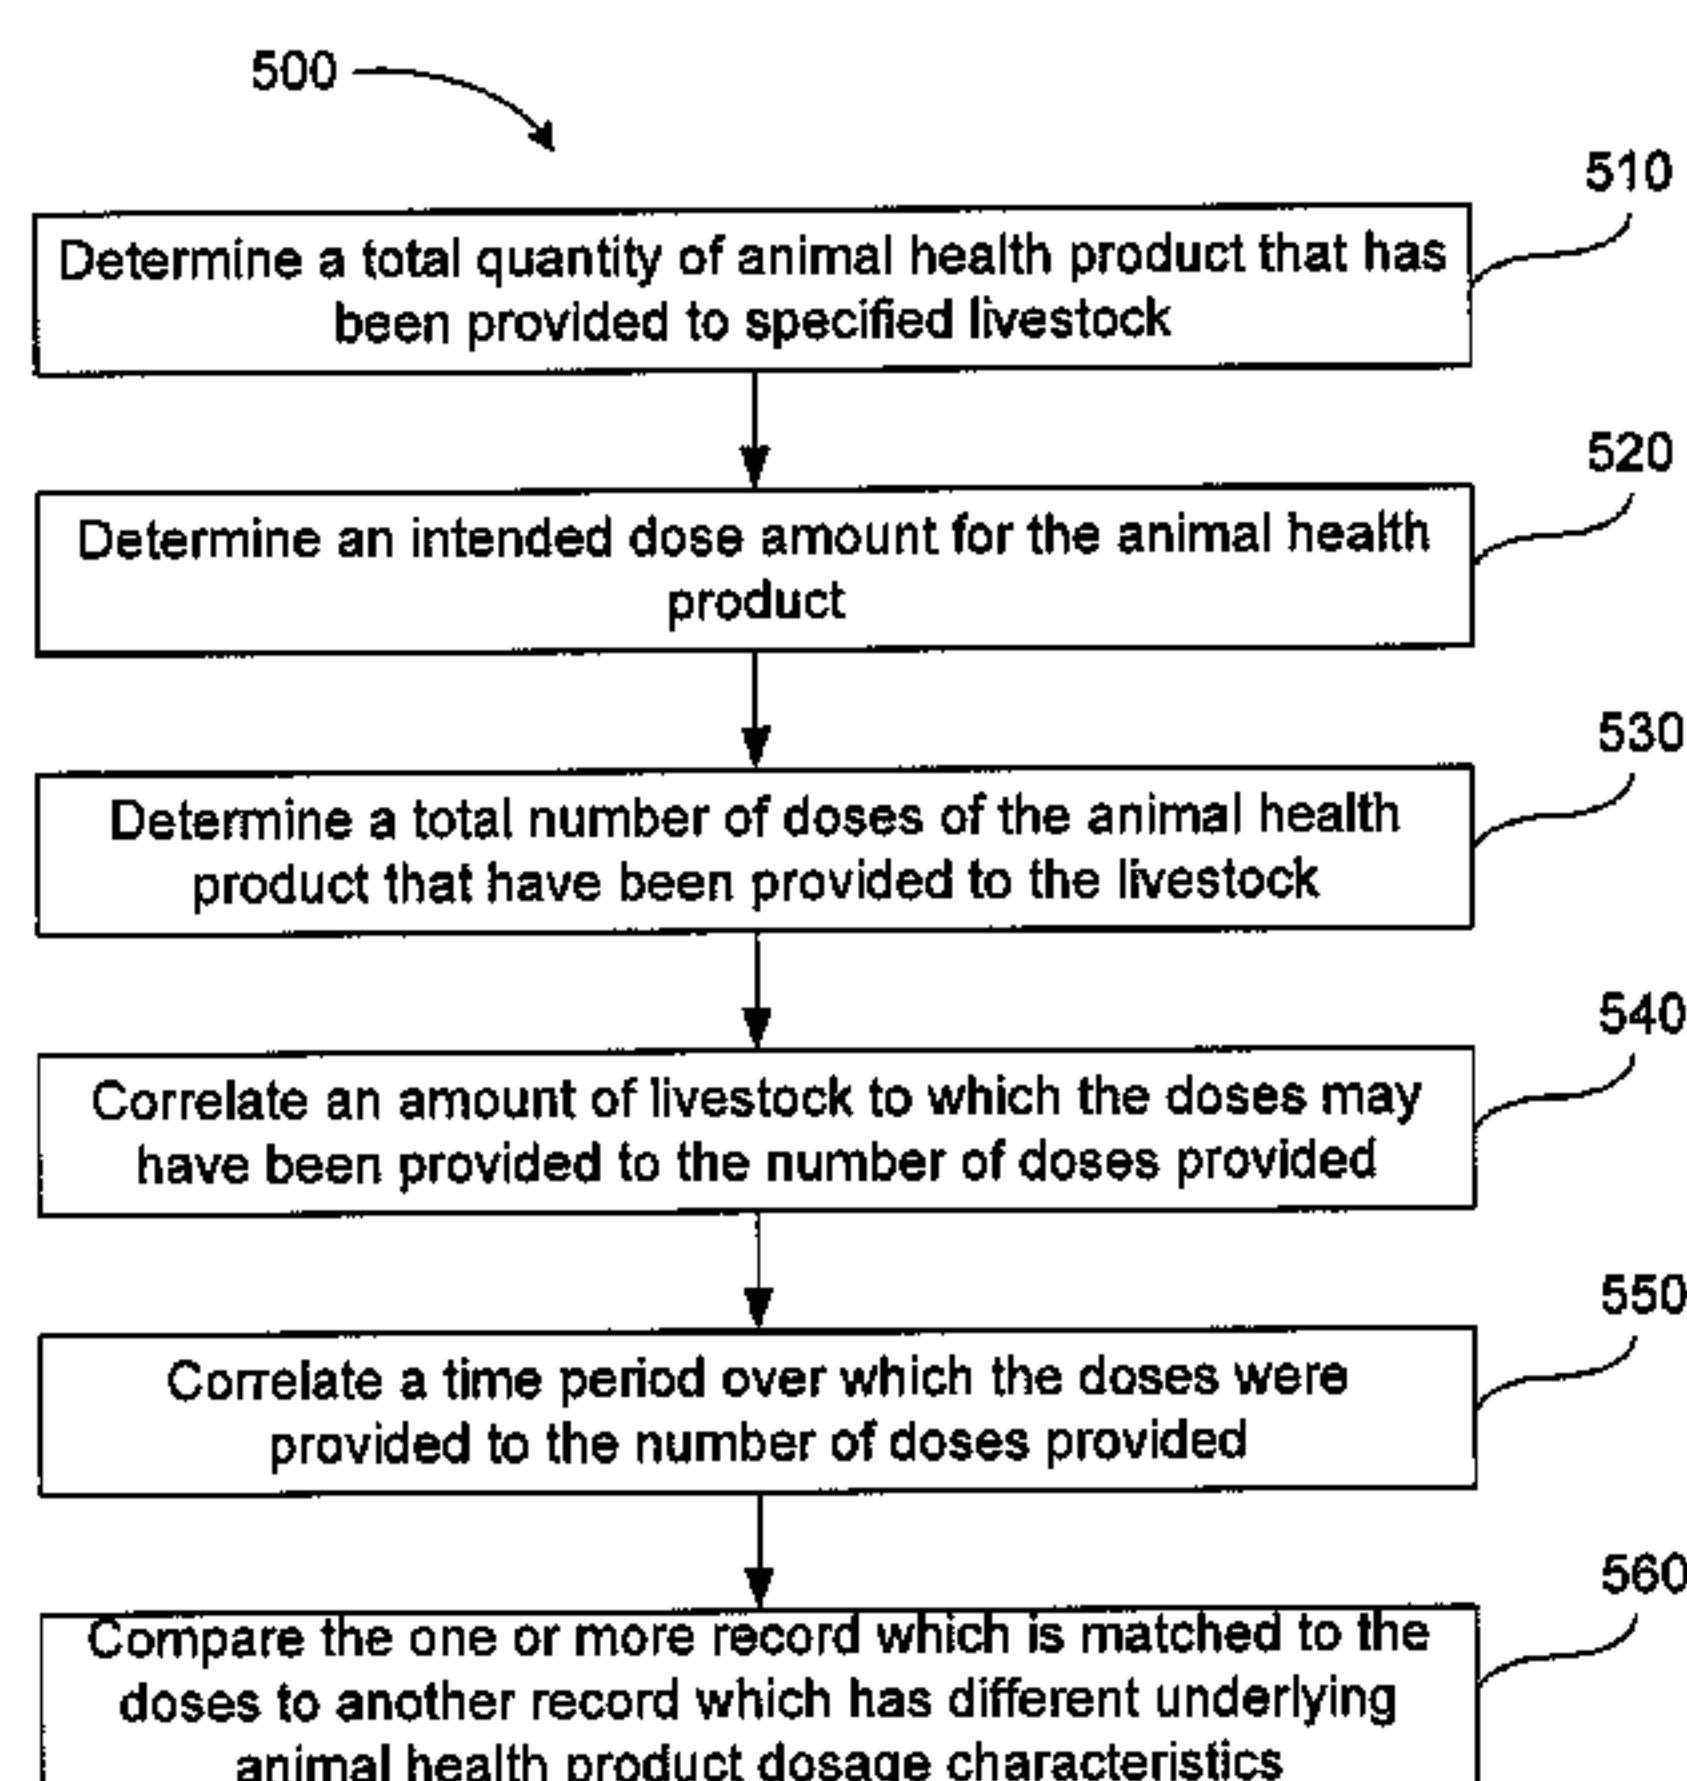 500
510
Determine a total quantity of animal health product that has
been provided to specified livestock
520
Determine an intended dose amount for the animal health
product
530
Determine a total number of doses of the animal health
product that have been provided to the livestock
540
Correlate an amount of livestock to which the doses may
have been provided to the number of doses provided
550
Correlate a time period over which the doses were
provided to the number of doses provided
560
Compare the one or more record which is matched to the
doses to another record which has different underlying
animal health product dosage characteristics